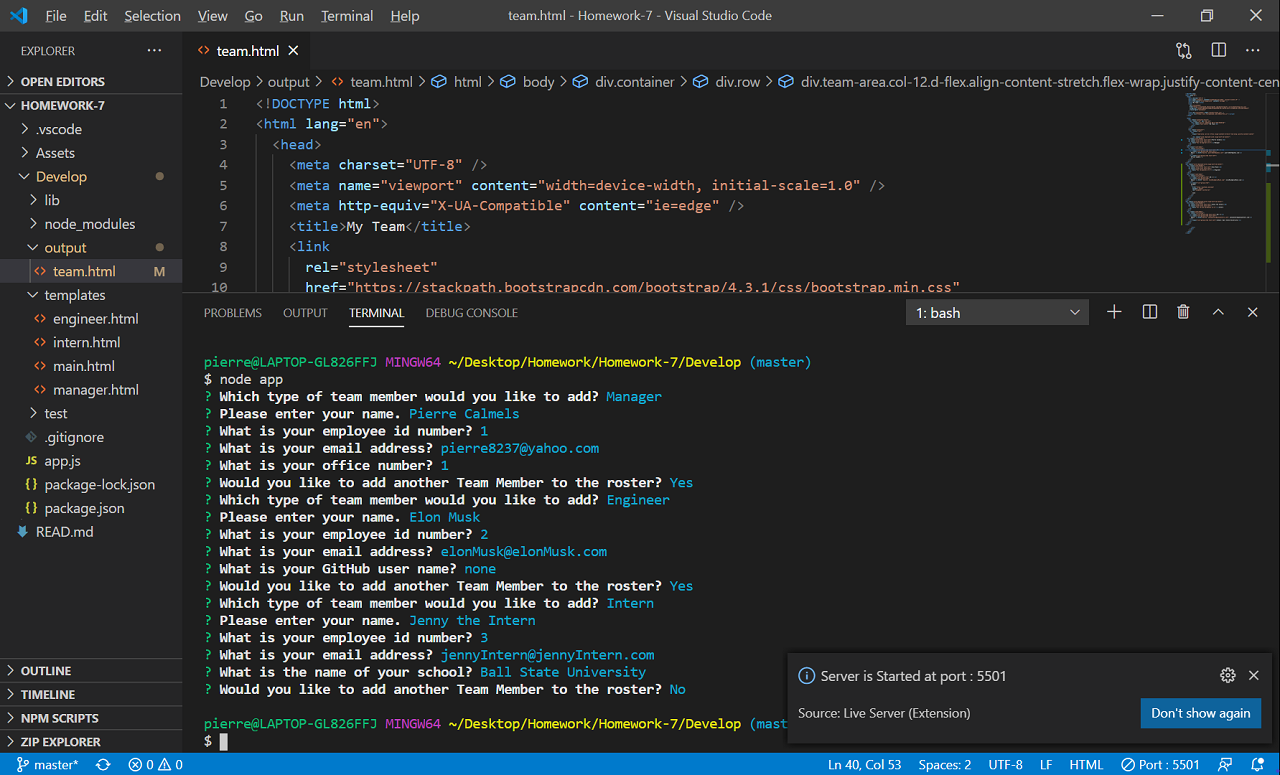 File Edit Selection View Go Run Terminal Help team.html - Homework-7 - Visual Studio Code
EXPLORER
OPEN EDITORS
HOMEWORK-7
.vscode
Assets
Develop
lib
node_modules
output
team.html M
templates
engineer.html
intern.html
main.html
manager.html
test
.gitignore
JS app.js
{} package-lock.json
{} package.json
READ.md
OUTLINE
TIMELINE
NPM SCRIPTS
ZIP EXPLORER
<> team.html
Develop > output > <> team.html > html > body > div.container > div.row > div.team-area.col-12.d-flex.align-content-stretch.flex-wrap.justify-content-cen
1 <!DOCTYPE html>
2 <html lang="en">
3 <head>
4 <meta charset="UTF-8" />
5 <meta name="viewport" content="width=device-width, initial-scale=1.0" />
6 <meta http-equiv="X-UA-Compatible" content="ie=edge" />
7 <title>My Team</title>
8 <link
9 rel="stylesheet"
10 href="https://stackpath.bootstrapcdn.com/bootstrap/4.3.1/css/bootstrap.min.css"
PROBLEMS OUTPUT TERMINAL DEBUG CONSOLE 1: bash
pierre@LAPTOP-GL826FFJ MINGW64 ~/Desktop/Homework/Homework-7/Develop (master)
$ node app
? Which type of team member would you like to add? Manager
? Please enter your name. Pierre Calmels
? What is your employee id number? 1
? What is your email address? pierre8237@yahoo.com
? What is your office number? 1
? Would you like to add another Team Member to the roster? Yes
? Which type of team member would you like to add? Engineer
? Please enter your name. Elon Musk
? What is your employee id number? 2
? What is your email address? elonMusk@elonMusk.com
? What is your GitHub user name? none
? Would you like to add another Team Member to the roster? Yes
? Which type of team member would you like to add? Intern
? Please enter your name. Jenny the Intern
? What is your employee id number? 3
? What is your email address? jennyIntern@jennyIntern.com
? What is the name of your school? Ball State University
? Would you like to add another Team Member to the roster? No
pierre@LAPTOP-GL826FFJ MINGW64 ~/Desktop/Homework/Homework-7/Develop (mast
$
Server is Started at port : 5501
Source: Live Server (Extension) Don't show again
master* 0 0 Ln 40, Col 53 Spaces: 2 UTF-8 LF HTML Port : 5501